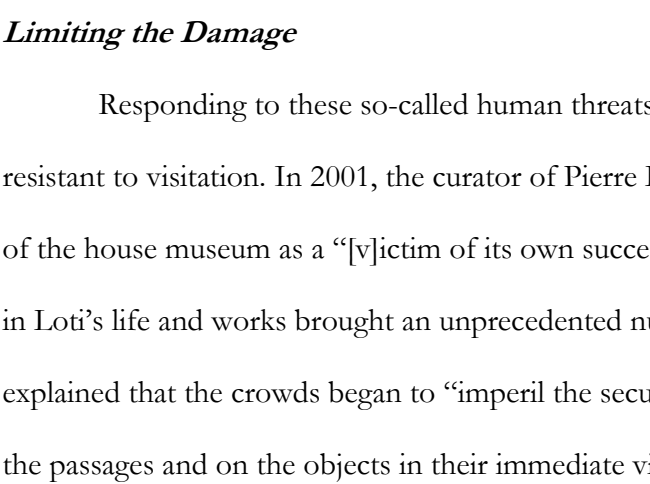 Limiting the Damage
Responding to these so-called human threats
resistant to visitation. In 2001, the curator of Pierre
of the house museum as a “[v]ictim of its own succe
in Loti’s life and works brought an unprecedented
explained that the crowds began to “imperil the secu
the passages and on the objects in their immediate